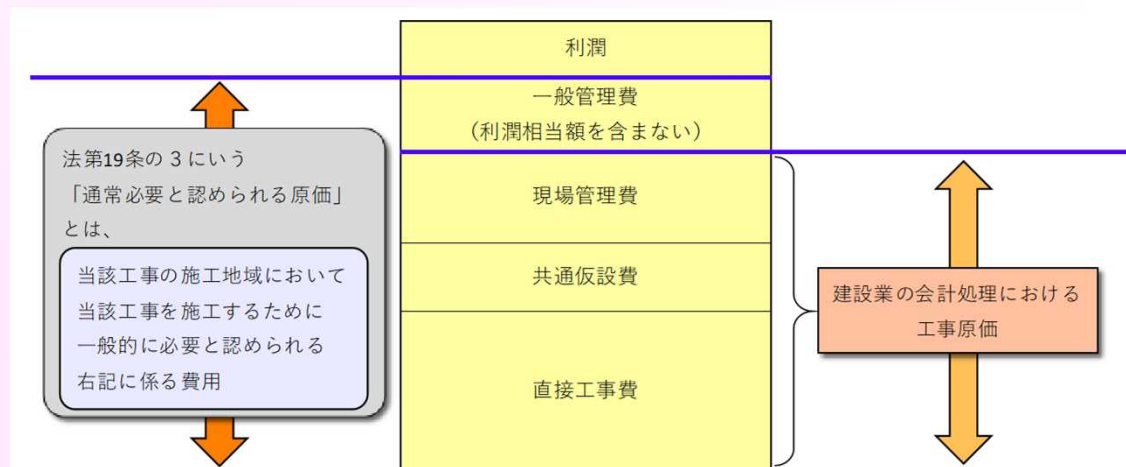 利潤
一般管理費
（利潤相当額を含まない）
現場管理費
共通仮設費
直接工事費
法第19条の３にいう
「通常必要と認められる原価」
とは、
当該工事の施工地域において
当該工事を施工するために
一般的に必要と認められる
右記に係る費用
建設業の会計処理における
工事原価